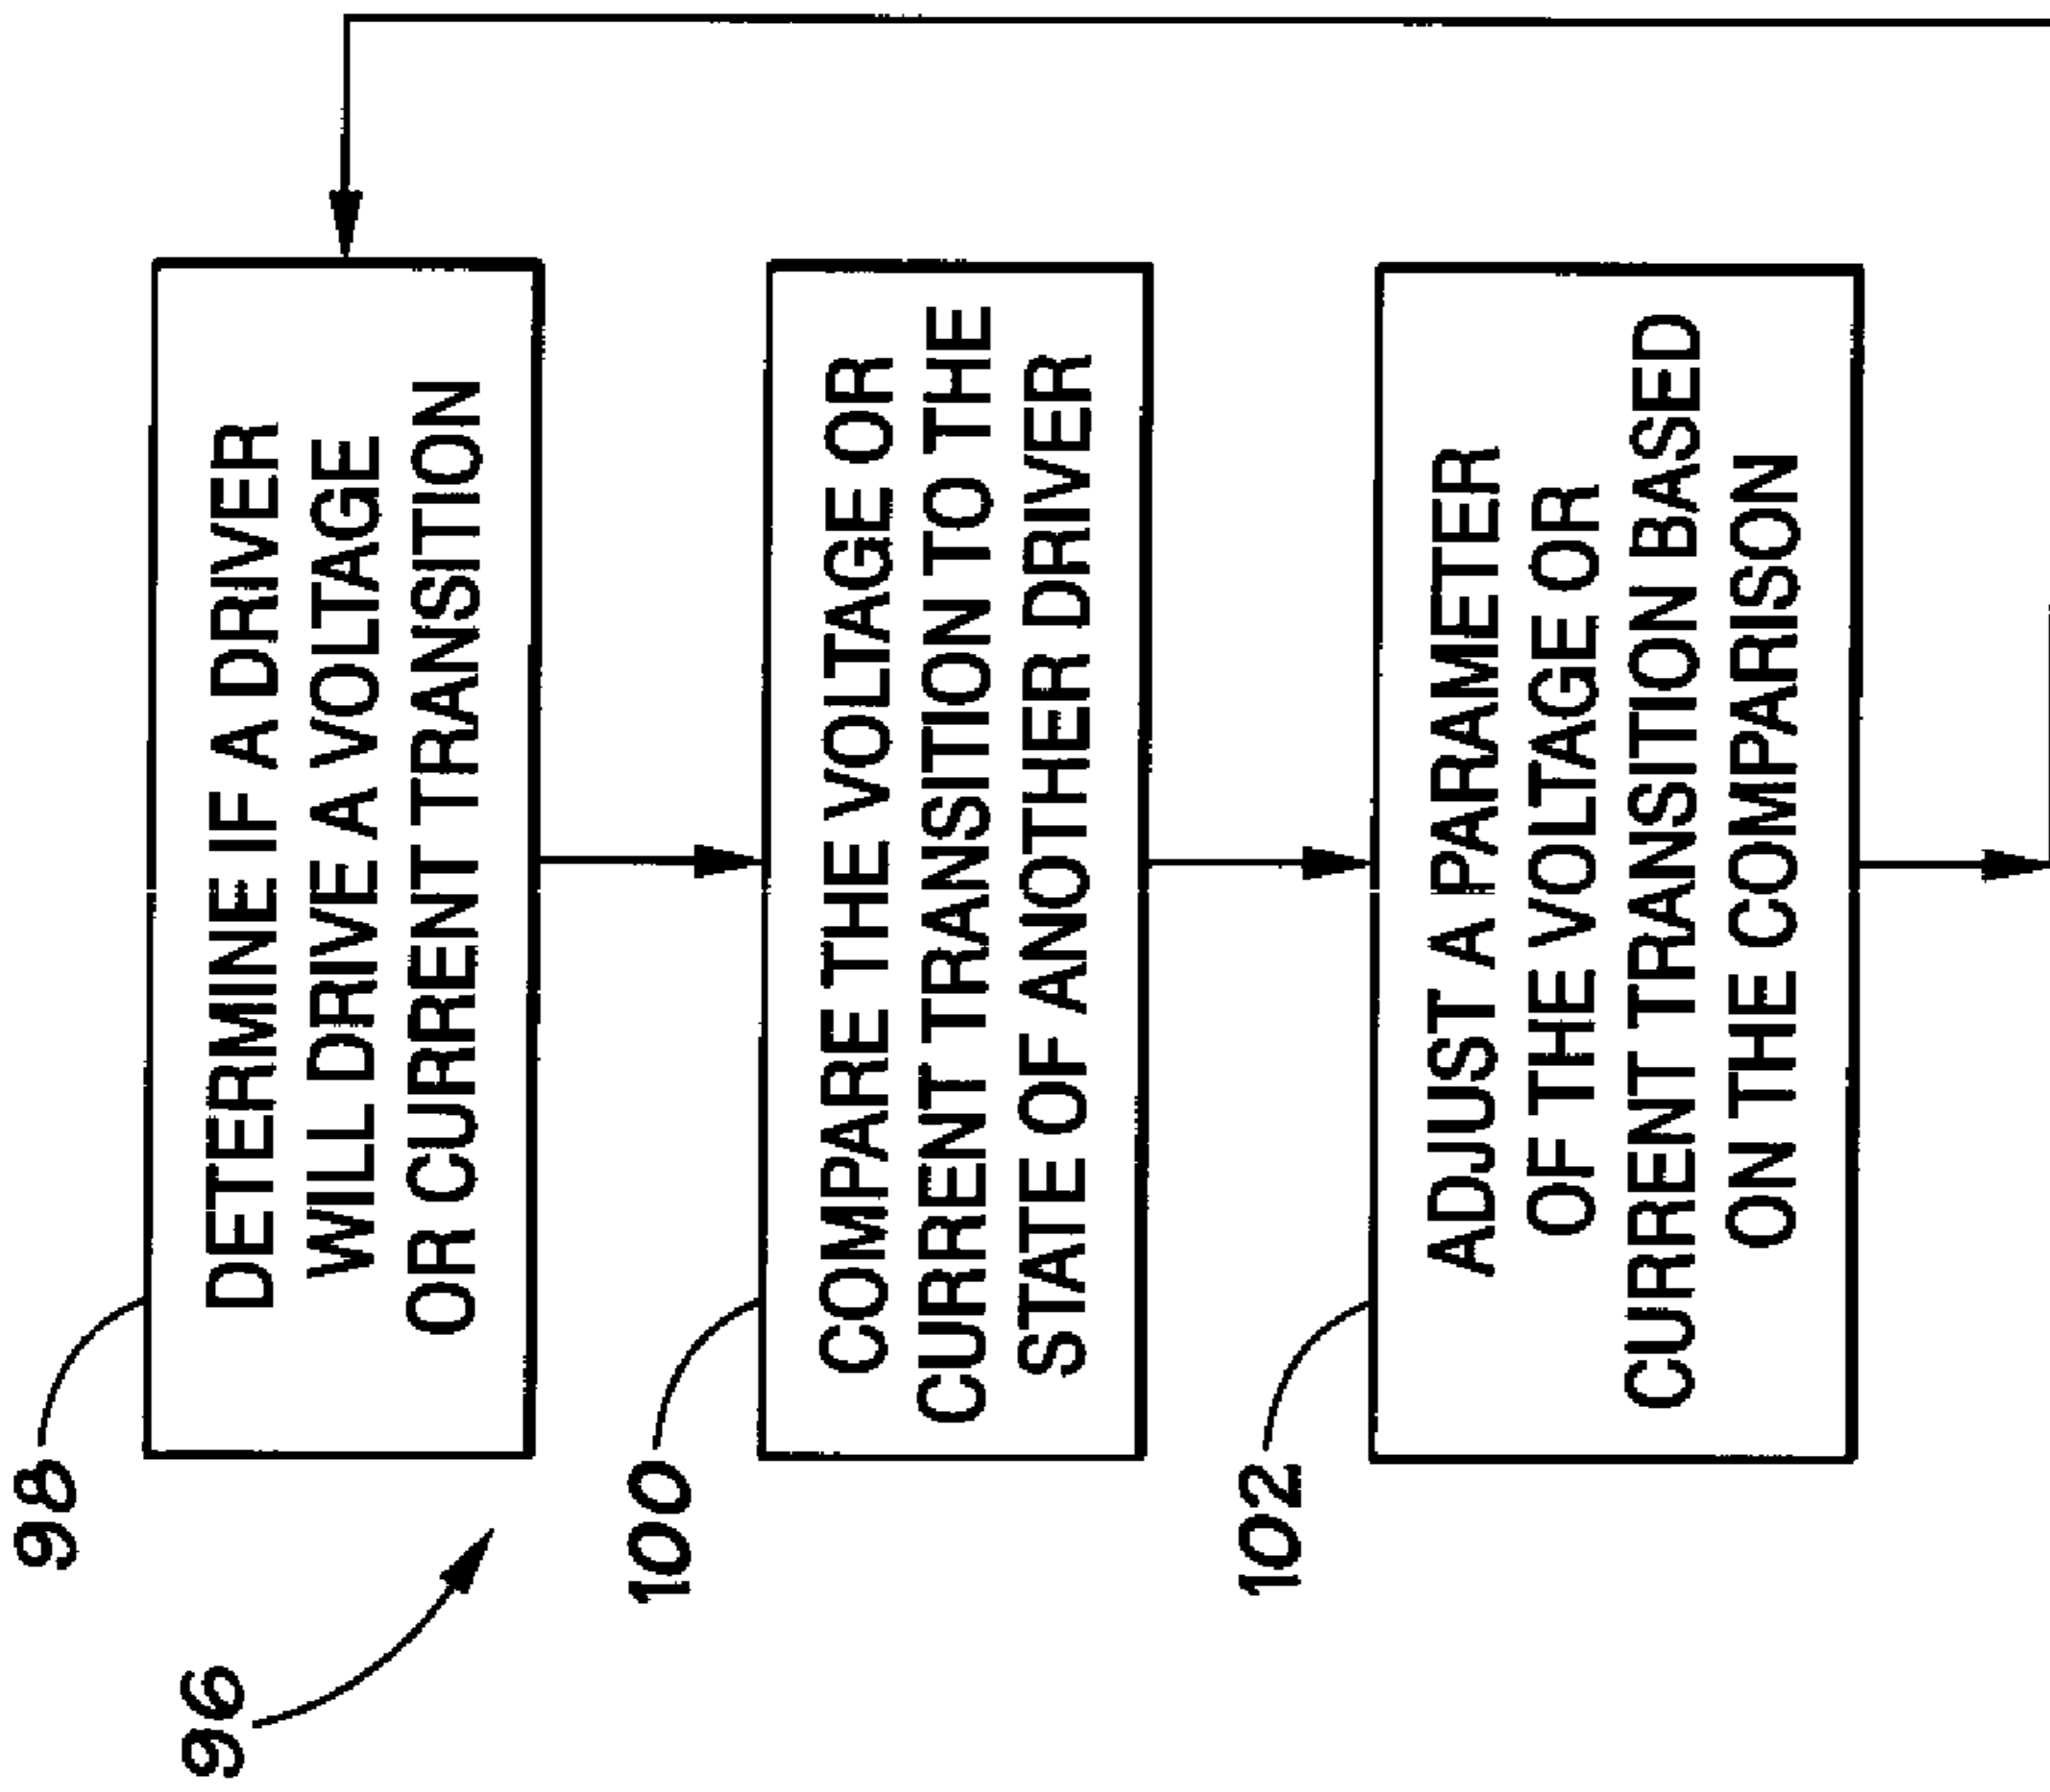 96
98
DETERMINE IF A DRIVER
WILL DRIVE A VOLTAGE
OR CURRENT TRANSITION
100
COMPARE THE VOLTAGE OR
CURRENT TRANSITION TO THE
STATE OF ANOTHER DRIVER
102
ADJUST A PARAMETER
OF THE VOLTAGE OR
CURRENT TRANSITION BASED
ON THE COMPARISON